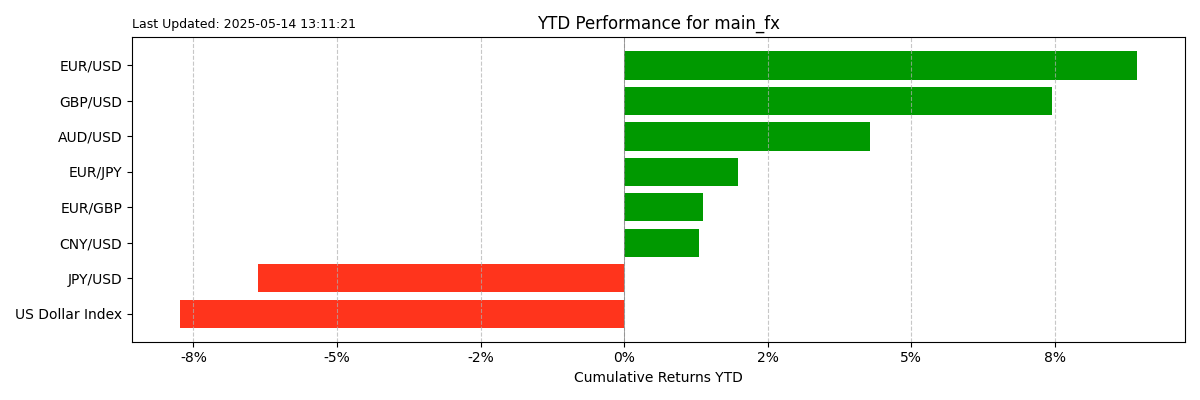 Last Updated: 2025-05-14 13:11:21
YTD Performance for main_fx
EUR/USD
GBP/USD
AUD/USD
EUR/JPY
EUR/GBP
CNY/USD
JPY/USD
US Dollar Index
-8% -5% -2% 0% 2% 5% 8%
Cumulative Returns YTD